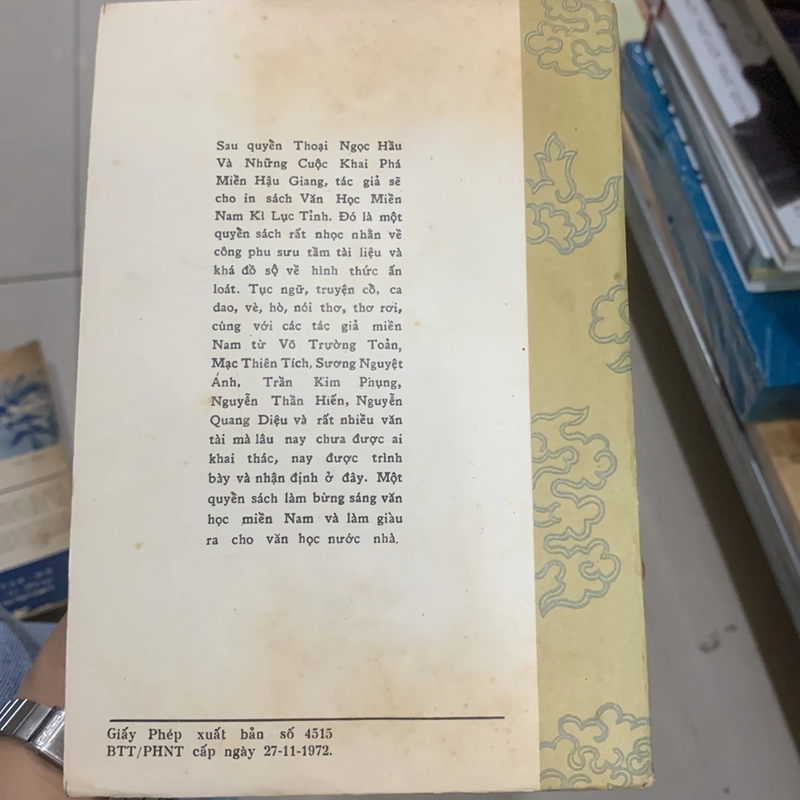 Sau quyển Thoại Ngọc Hầu
Và Những Cuộc Khai Phá
Miền Hậu Giang, tác giả sẽ
cho in sách Văn Học Miền
Nam Kì Lục Tỉnh. Đó là một
quyển sách rất nhọc nhằn về
công phu sưu tầm tài liệu và
khá đồ sộ về hình thức ấn
loát. Tục ngữ, truyện cổ, ca
dao, vè, hò, nói thơ, thơ rơi,
cùng với các tác giả miền
Nam từ Võ Trường Toản,
Mạc Thiên Tích, Sương Nguyệt
Ánh, Trần Kim Phụng,
Nguyễn Thần Hiến, Nguyễn
Quang Diệu và rất nhiều văn
tài mà lâu nay chưa được ai
khai thác, nay được trình
bày và nhận định ở đây. Một
quyển sách làm bừng sáng văn
học miền Nam và làm giàu
ra cho văn học nước nhà.
Giấy Phép xuất bản số 4515
BTT/PHNT cấp ngày 27-11-1972.